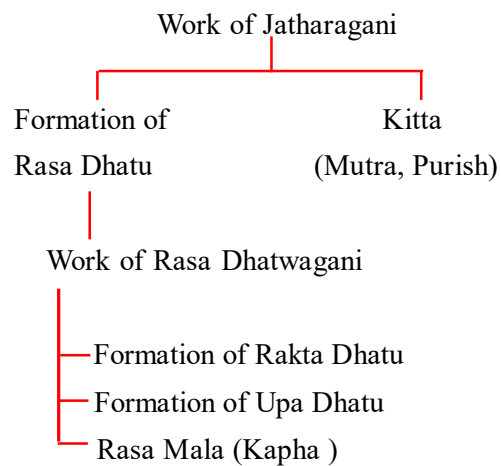 Work of Jatharagani
Formation of
Rasa Dhatu
Kitta
(Mutra, Purish)
Work of Rasa Dhatwagani
Formation of Rakta Dhatu
Formation of Upa Dhatu
Rasa Mala (Kapha )